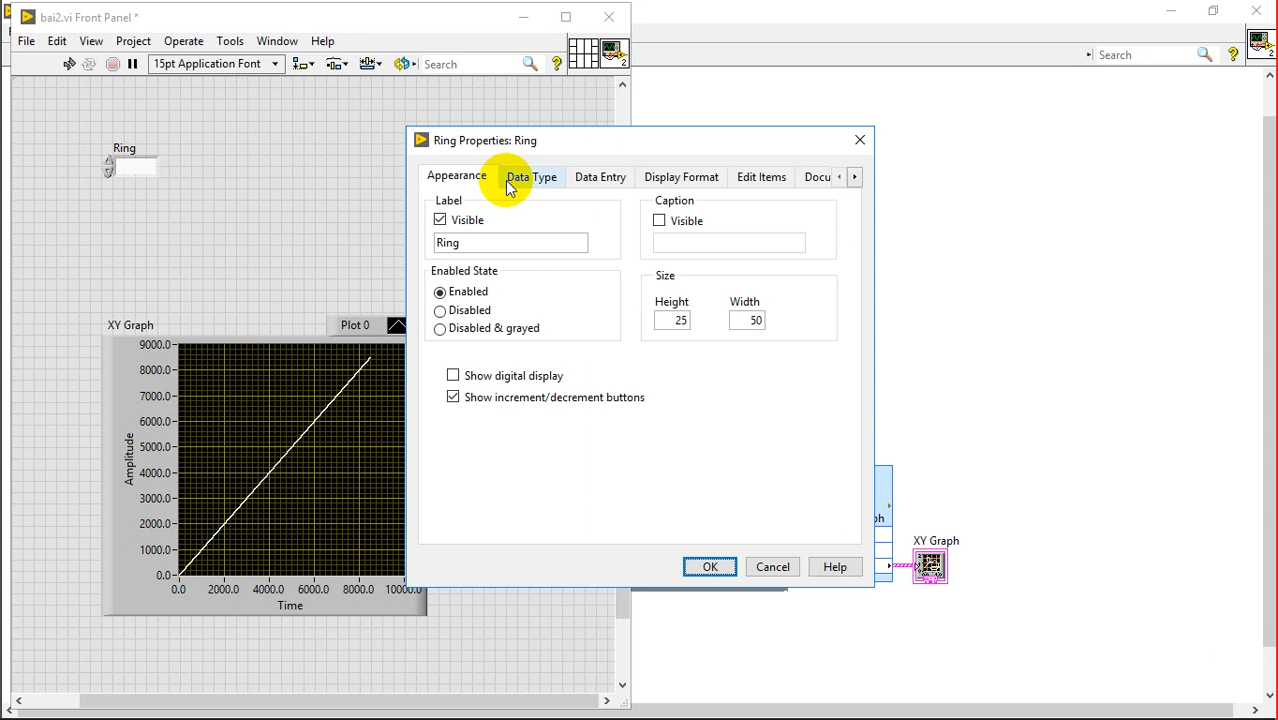 bai2.vi Front Panel *
File Edit View Project Operate Tools Window Help
15pt Application Font
Search
?
2
Search
?
2
Ring
Ring Properties: Ring
Appearance Data Type Data Entry Display Format Edit Items Docu
Label
Visible
Ring
Caption
Visible
Enabled State
Enabled
Disabled
Disabled & grayed
Size
Height Width
25 50
Show digital display
Show increment/decrement buttons
OK Cancel Help
XY Graph
Plot 0
9000.0
8000.0
7000.0
6000.0
5000.0
4000.0
3000.0
2000.0
1000.0
0.0
Amplitude
0.0 2000.0 4000.0 6000.0 8000.0 10000.0
Time
ph
XY Graph